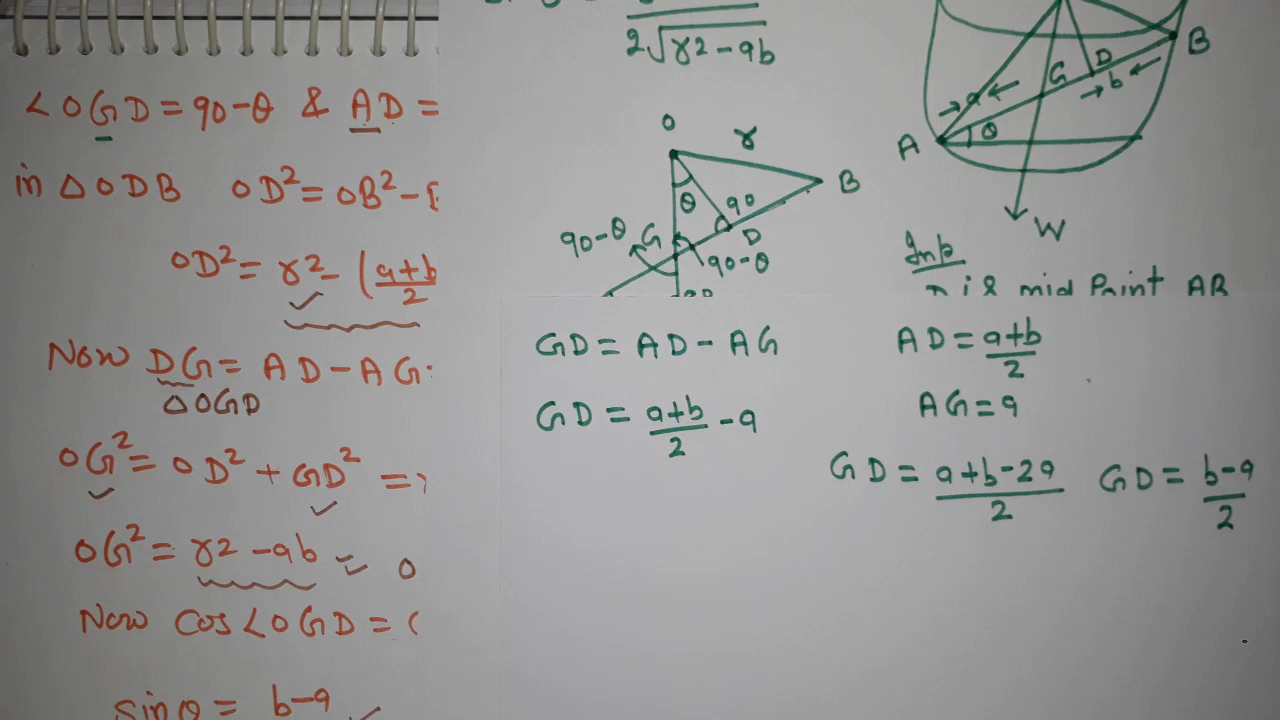 ∠OGD = 90-θ & AD =
in △ODB OD² = OB² -
OD² = r² - (a+b/2
Now DG = AD - AG
△OGD
OG² = OD² + GD² =>
OG² = r² - ab =
Now cos∠OGD =
sinθ = b-a
2√r²-ab
O
r
B
θ
90
90-θ
G
D
90-θ
GD = AD - AG
GD = a+b/2 - a
A
θ
a
G
D
b
B
W
Imp
D is mid Point AB
AD = a+b/2
AG = a
GD = a+b-2a/2 GD = b-a/2